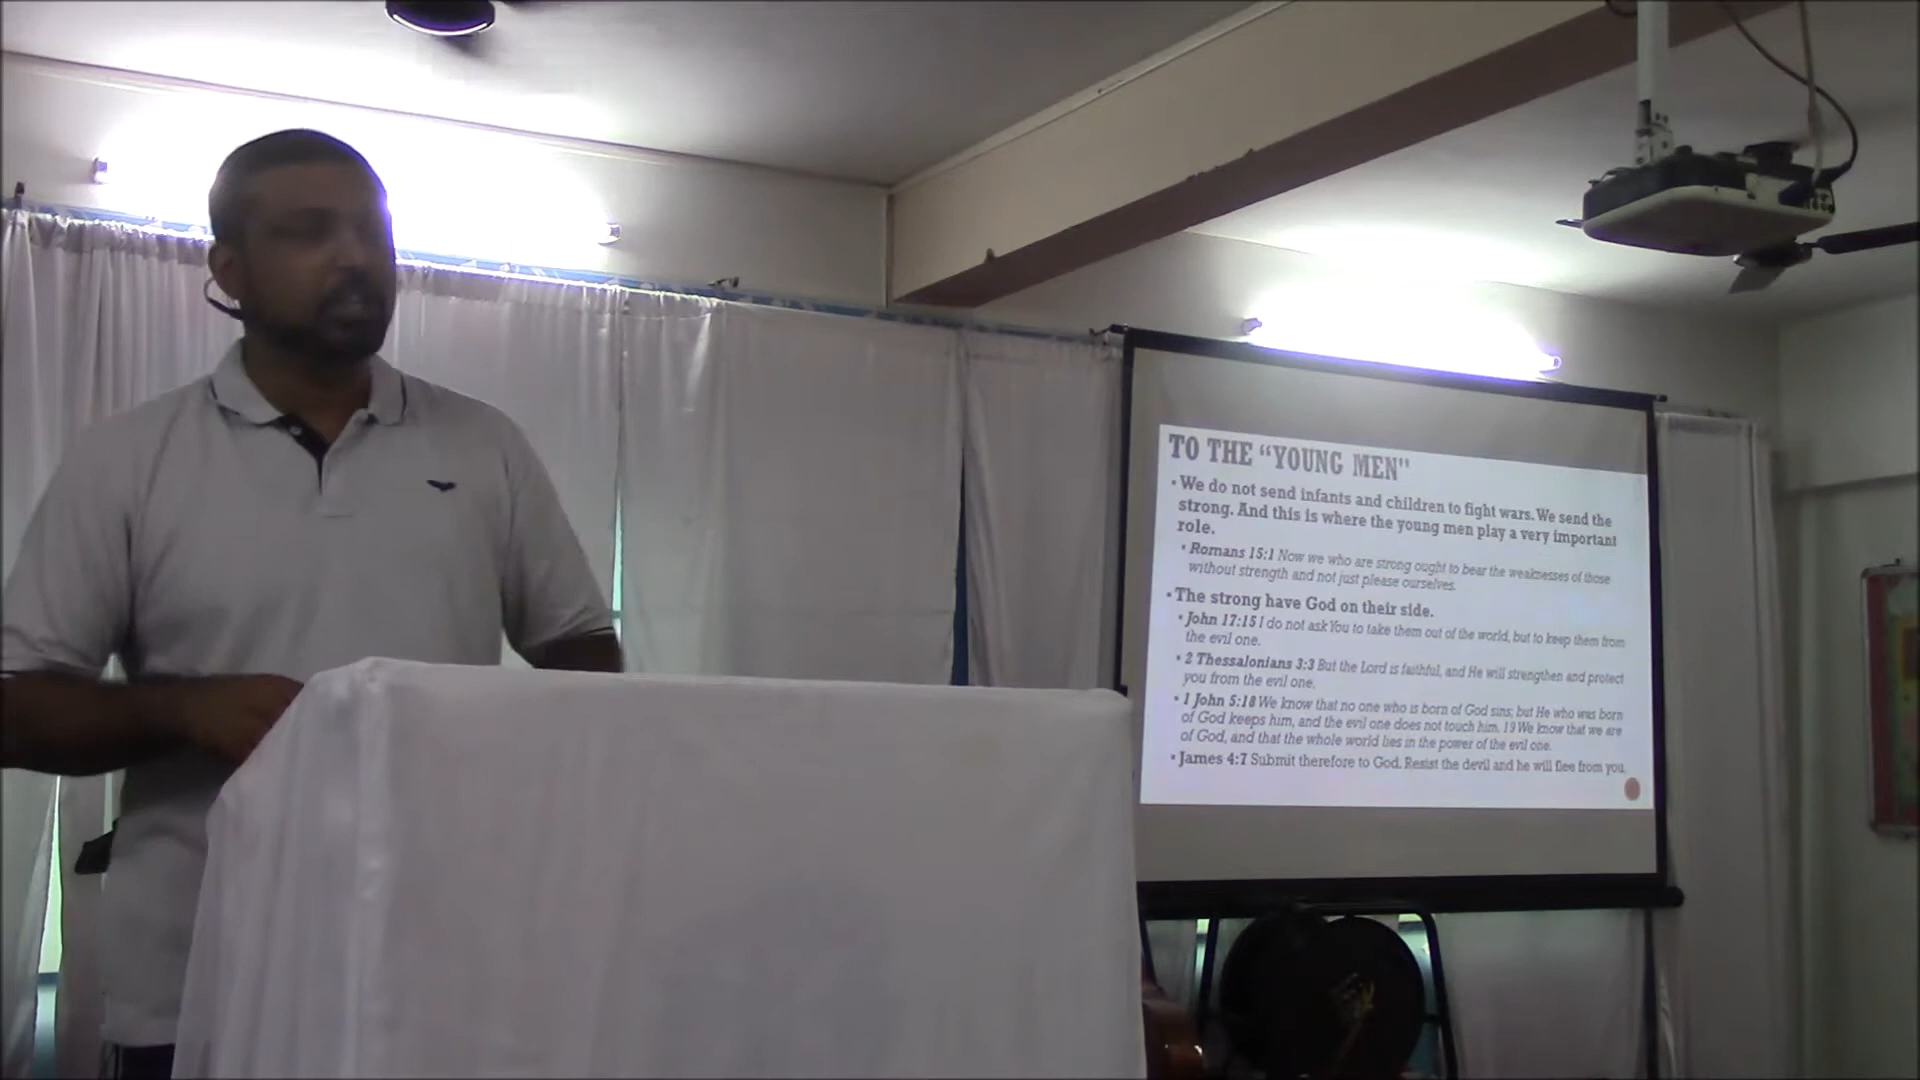 TO THE “YOUNG MEN"
▪ We do not send infants and children to fight wars. We send the
strong. And this is where the young men play a very important
role.
▪ Romans 15:1 Now we who are strong ought to bear the weaknesses of those
without strength and not just please ourselves.
▪ The strong have God on their side.
▪ John 17:15 I do not ask You to take them out of the world, but to keep them from
the evil one.
▪ 2 Thessalonians 3:3 But the Lord is faithful, and He will strengthen and protect
you from the evil one.
▪ 1 John 5:18 We know that no one who is born of God sins; but He who was born
of God keeps him, and the evil one does not touch him. 19 We know that we are
of God, and that the whole world lies in the power of the evil one.
▪ James 4:7 Submit therefore to God. Resist the devil and he will flee from you.